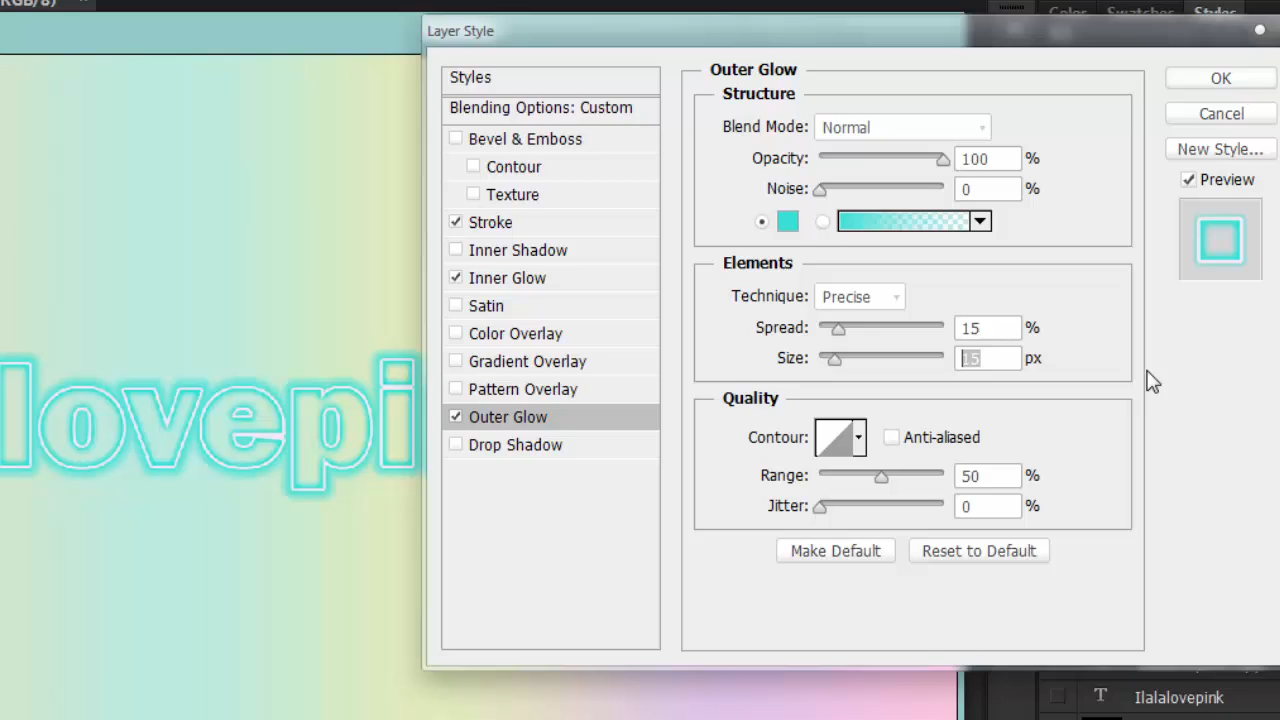 RGB/8)
Color Swatches Styles
Layer Style
Styles
Blending Options: Custom
Bevel & Emboss
Contour
Texture
Stroke
Inner Shadow
Inner Glow
Satin
Color Overlay
Gradient Overlay
Pattern Overlay
Outer Glow
Drop Shadow
Outer Glow
Structure
Blend Mode: Normal
Opacity: 100 %
Noise: 0 %
Elements
Technique: Precise
Spread: 15 %
Size: 15 px
Quality
Contour: Anti-aliased
Range: 50 %
Jitter: 0 %
Make Default Reset to Default
OK
Cancel
New Style...
Preview
lovepi
T Ilalalovepink